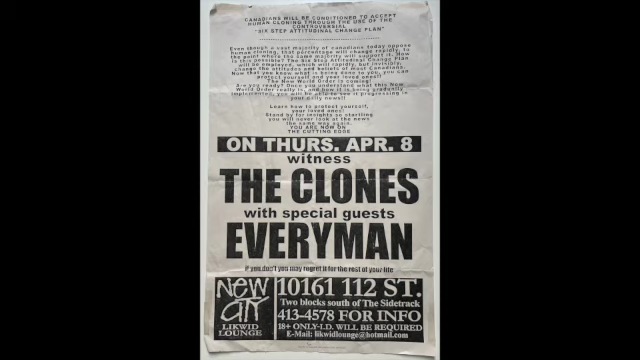 CANADIANS WILL BE CONDITIONED TO ACCEPT
HUMAN CLONING THROUGH THE USE OF THE
CONTROVERSIAL
"SIX STEP ATTITUDINAL CHANGE PLAN"
Even though a vast majority of canadians today oppose
human cloning, that percentage will change rapidly, to
the point where the same majority will support it. How
is this possible? The Six Step Attitudinal Change Plan
will be employed, which will rapidly, but invisibly,
change the attitudes and beliefs of most Canadians.
Now that you know what is being done to you, you can
protect yourself and your loved ones!!
The New World Order is coming!
Are you ready? Once you understand what this New
World Order really is, and how it is being gradually
implemented, you will be able to see it progressing in
your daily news!!
Learn how to protect yourself,
your loved ones!
Stand by for insights so startling
you will never look at the news
the same way again.
YOU ARE NOW ON
THE CUTTING EDGE
ON THURS. APR. 8
witness
THE CLONES
with special guests
EVERYMAN
if you don't you may regret it for the rest of your life
New City
LIKWID
LOUNGE
10161 112 ST.
Two blocks south of The Sidetrack
413-4578 FOR INFO
18+ ONLY-I.D. WILL BE REQUIRED
E-Mail: likwidlounge@hotmail.com